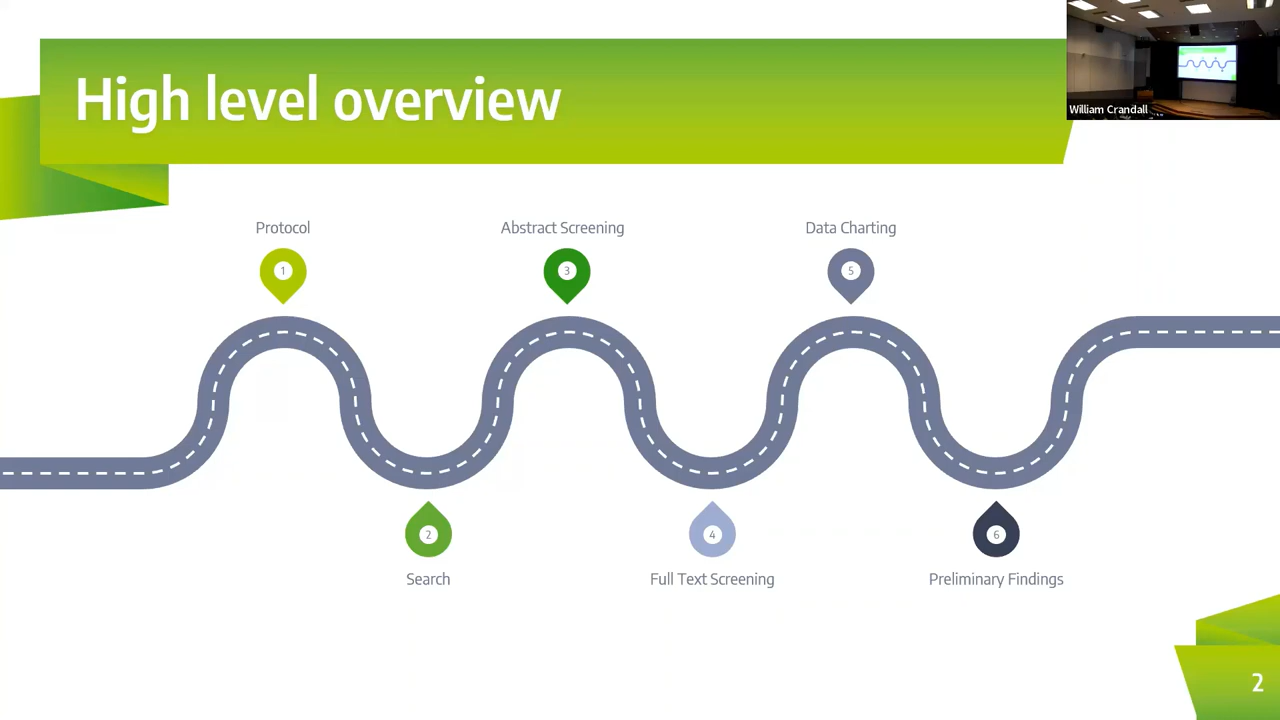 High level overview
William Crandall
Protocol
Abstract Screening
Data Charting
1
3
5
2
4
6
Search
Full Text Screening
Preliminary Findings
2